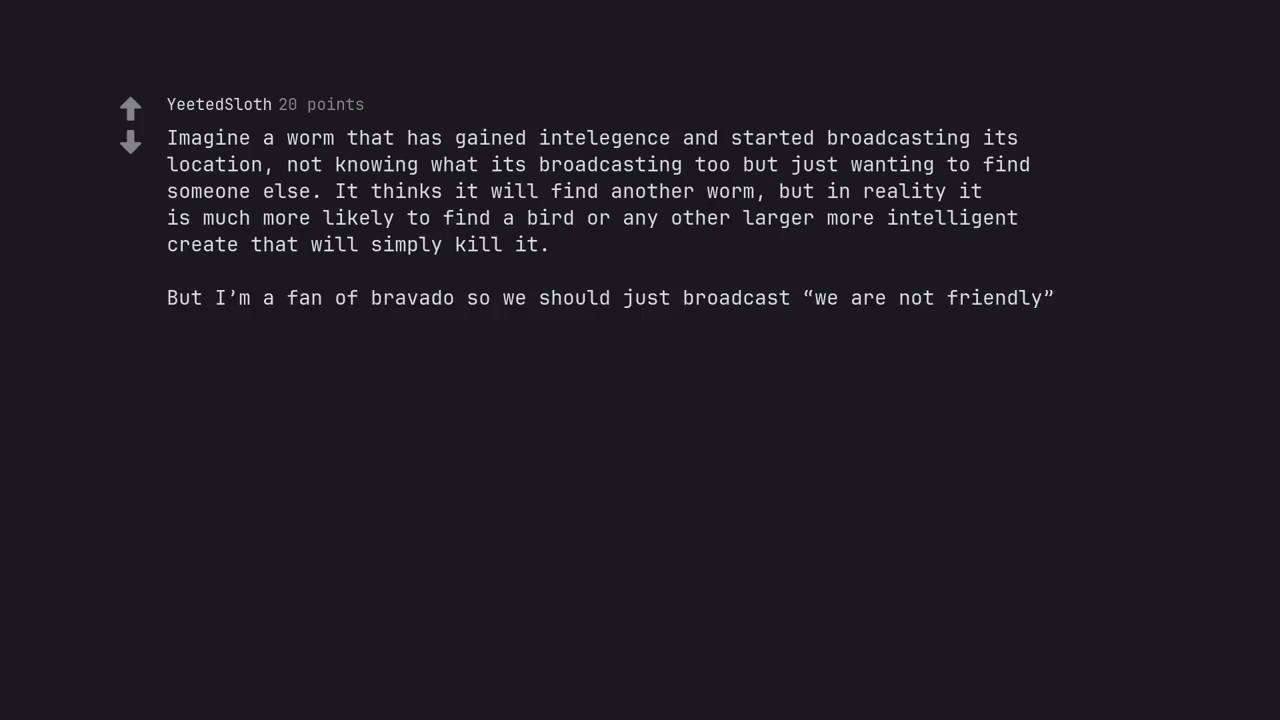 YeetedSloth 20 points
Imagine a worm that has gained intelegence and started broadcasting its
location, not knowing what its broadcasting too but just wanting to find
someone else. It thinks it will find another worm, but in reality it
is much more likely to find a bird or any other larger more intelligent
create that will simply kill it.
But I’m a fan of bravado so we should just broadcast “we are not friendly”